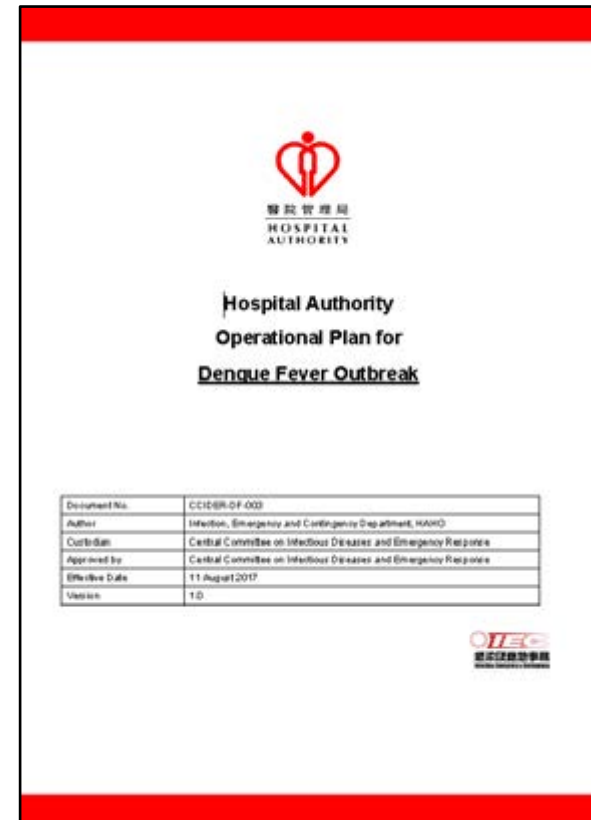 醫院管理局
HOSPITAL
AUTHORITY
Hospital Authority
Operational Plan for
Dengue Fever Outbreak
Document No. CCIDER-DF-003
Author Infection, Emergency and Contingency Department, HAHO
Custodian Central Committee on Infectious Diseases and Emergency Response
Approved by Central Committee on Infectious Diseases and Emergency Response
Effective Date 11 August 2017
Version 1.0
IEC